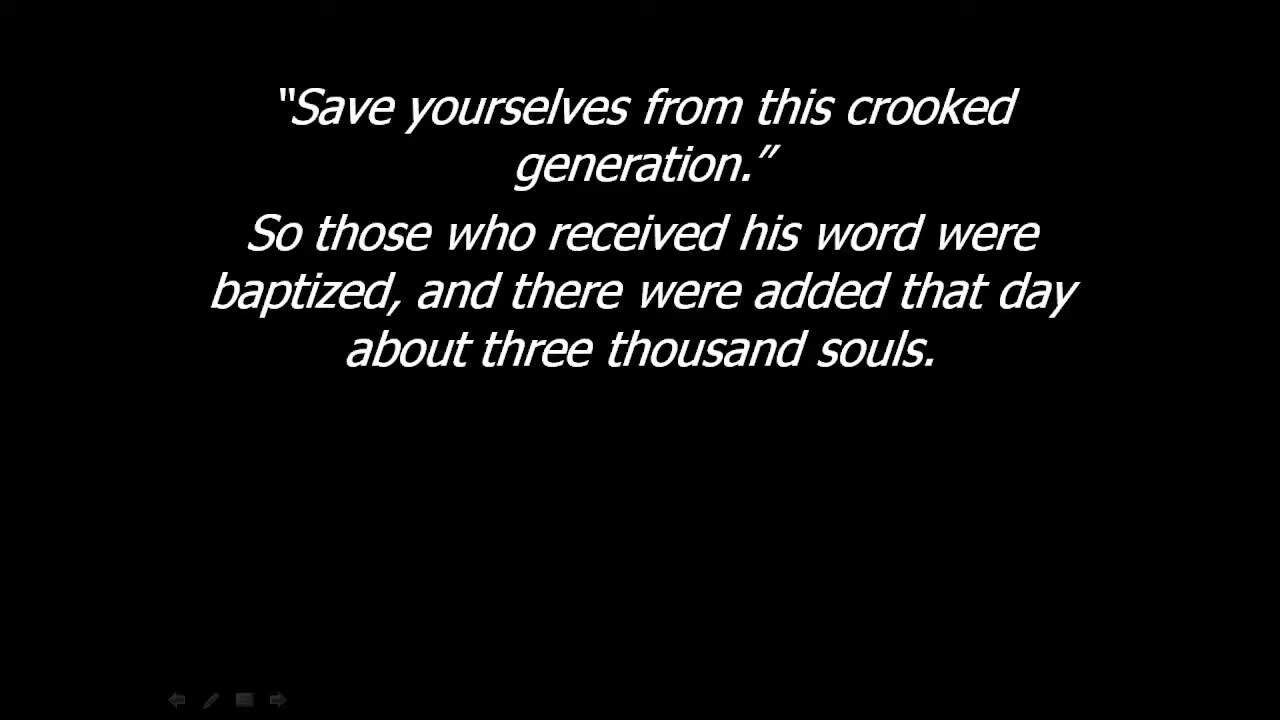 “Save yourselves from this crooked
generation.”
So those who received his word were
baptized, and there were added that day
about three thousand souls.